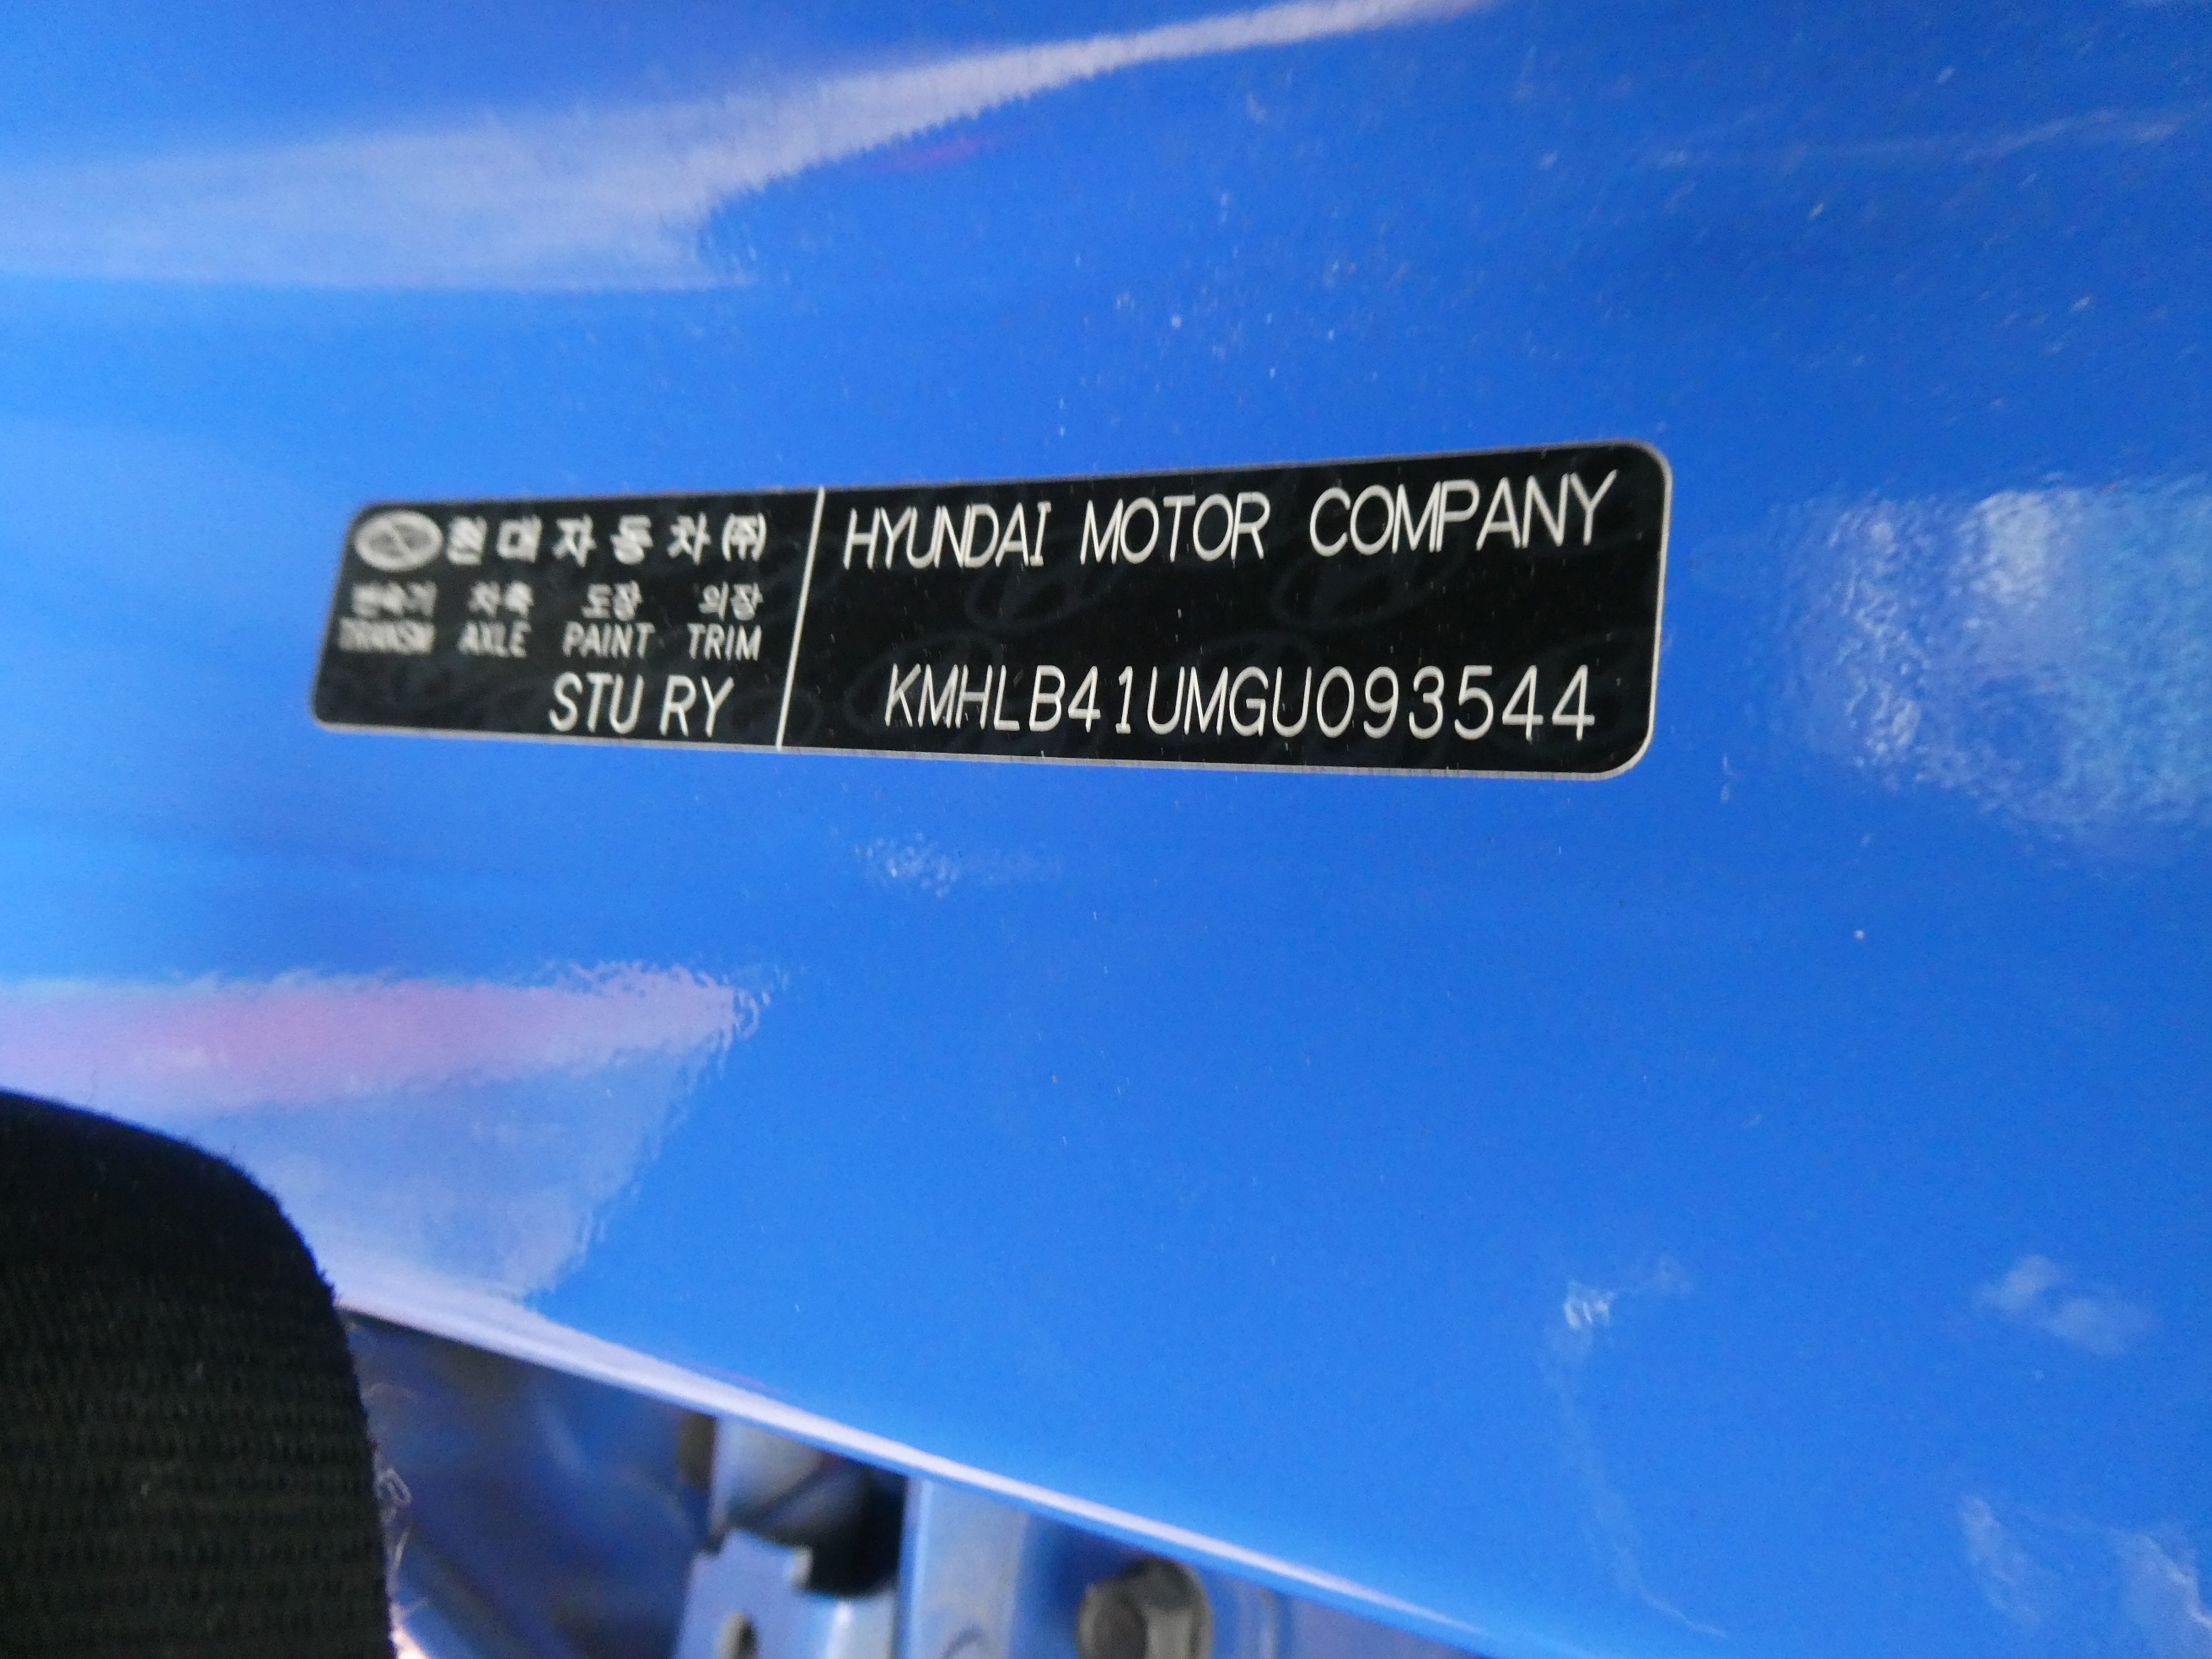 현대자동차㈜
변속기 차축 도장 의장
TRANSM AXLE PAINT TRIM
STU RY
HYUNDAI MOTOR COMPANY
KMHLB41UMGU093544